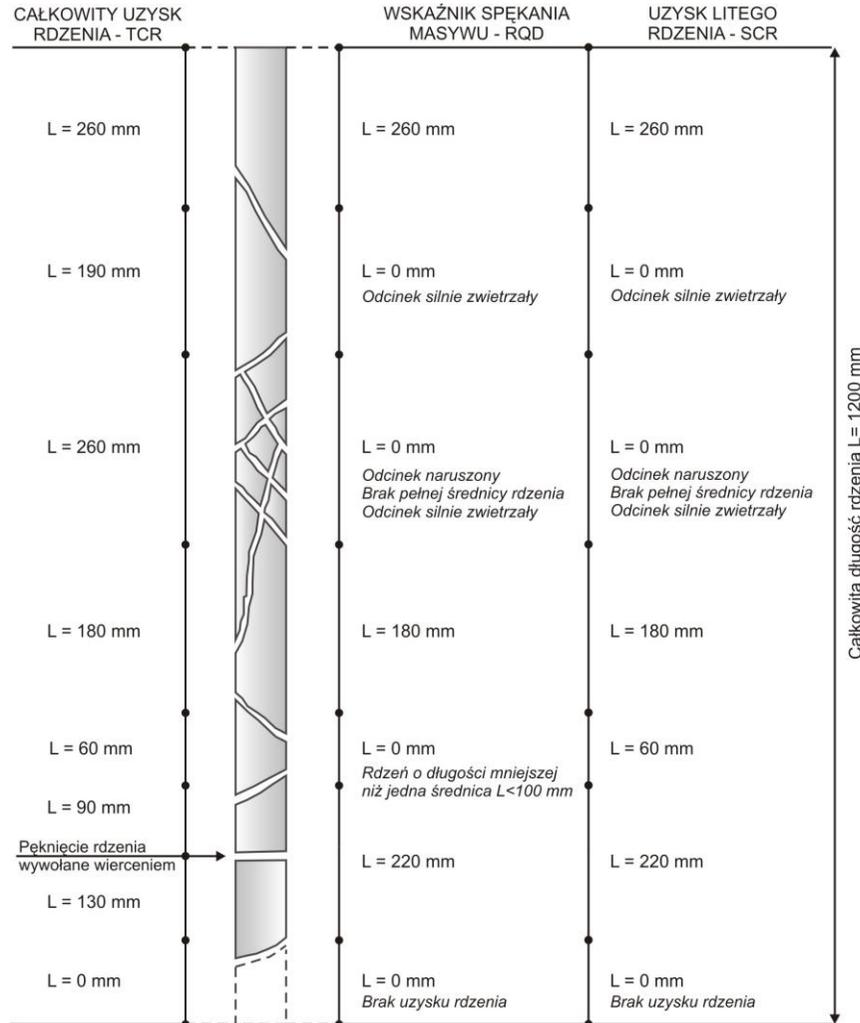 CAŁKOWITY UZYSK
RDZENIA - TCR
WSKAŹNIK SPĘKANIA
MASYWU - RQD
UZYSK LITEGO
RDZENIA - SCR
L = 260 mm
L = 260 mm
L = 260 mm
L = 190 mm
L = 0 mm
Odcinek silnie zwietrzały
L = 0 mm
Odcinek silnie zwietrzały
L = 260 mm
L = 0 mm
Odcinek naruszony
Brak pełnej średnicy rdzenia
Odcinek silnie zwietrzały
L = 0 mm
Odcinek naruszony
Brak pełnej średnicy rdzenia
Odcinek silnie zwietrzały
L = 180 mm
L = 180 mm
L = 180 mm
L = 60 mm
L = 0 mm
Rdzeń o długości mniejszej
niż jedna średnica L<100 mm
L = 60 mm
L = 90 mm
Pęknięcie rdzenia
wywołane wierceniem
L = 220 mm
L = 220 mm
L = 130 mm
L = 0 mm
L = 0 mm
Brak uzysku rdzenia
L = 0 mm
Brak uzysku rdzenia
Całkowita długość rdzenia L= 1200 mm